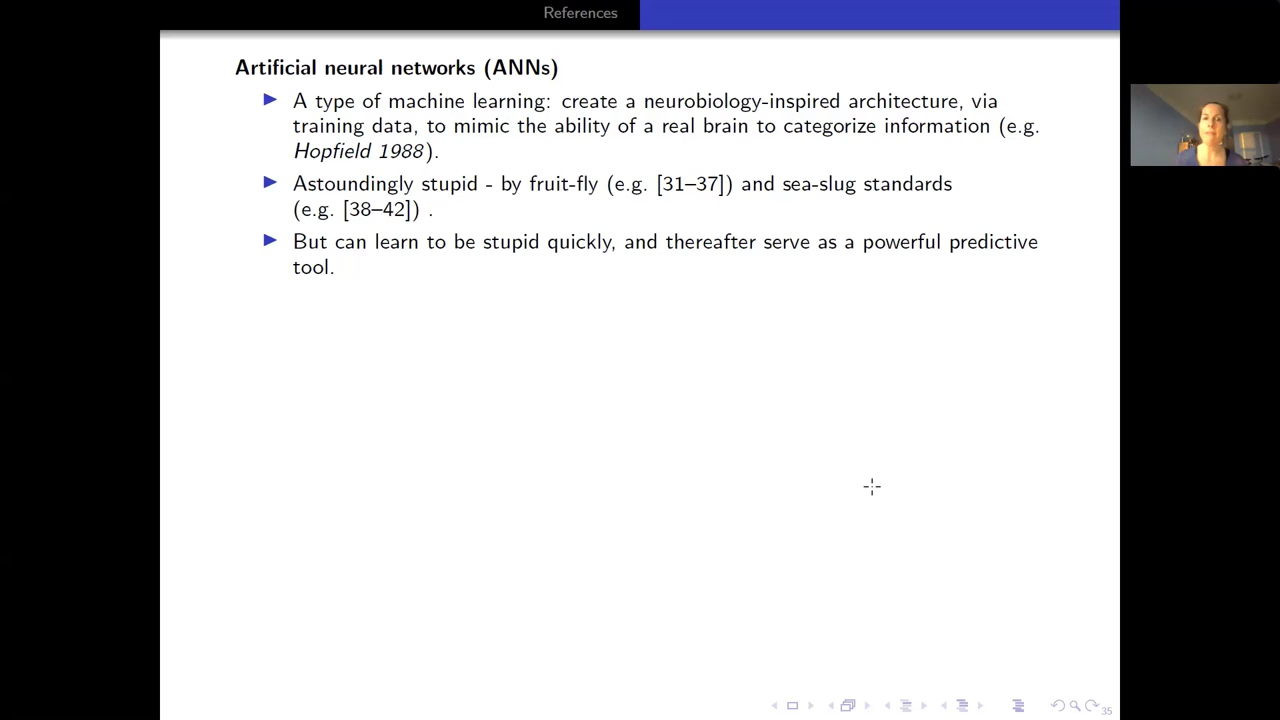 References
Artificial neural networks (ANNs)
A type of machine learning: create a neurobiology-inspired architecture, via
training data, to mimic the ability of a real brain to categorize information (e.g.
Hopfield 1988).
Astoundingly stupid - by fruit-fly (e.g. [31–37]) and sea-slug standards
(e.g. [38–42]) .
But can learn to be stupid quickly, and thereafter serve as a powerful predictive
tool.
35